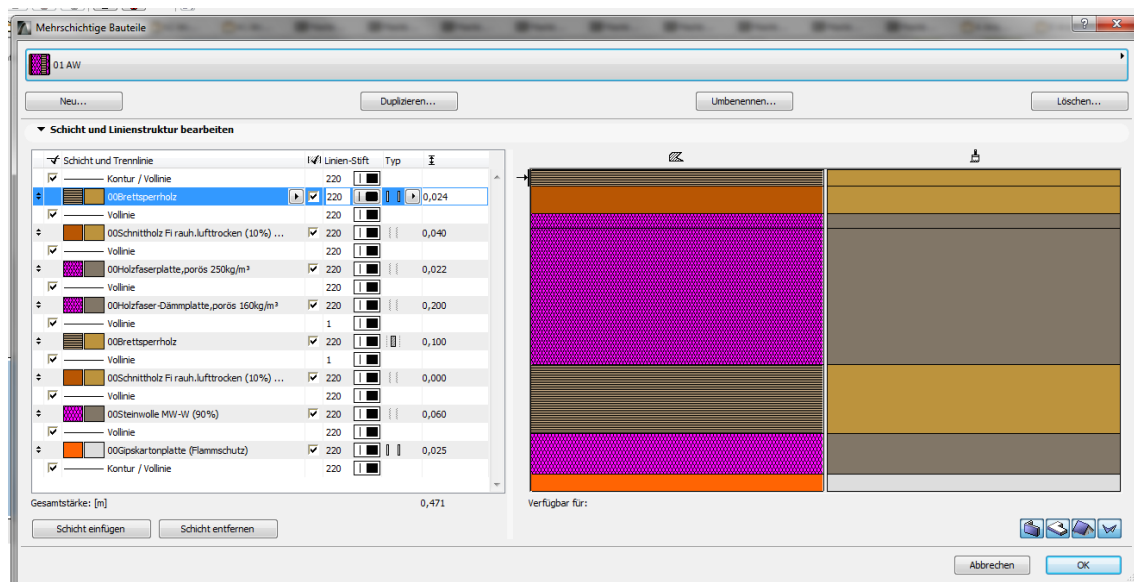 Mehrschichtige Bauteile
01 AW
Neu... Duplizieren... Umbenennen... Löschen...
Schicht und Linienstruktur bearbeiten
Schicht und Trennlinie Linien-Stift Typ
Kontur / Vollinie 220
00Brettsperrholz 220 0,024
Vollinie 220
00Schnittholz Fi rauh.lufttrocken (10%) ... 220 0,040
Vollinie 220
00Holzfaserplatte,porös 250kg/m³ 220 0,022
Vollinie 220
00Holzfaser-Dämmplatte,porös 160kg/m³ 220 0,200
Vollinie 1
00Brettsperrholz 220 0,100
Vollinie 1
00Schnittholz Fi rauh.lufttrocken (10%) ... 220 0,000
Vollinie 220
00Steinwolle MW-W (90%) 220 0,060
Vollinie 220
00Gipskartonplatte (Flammschutz) 220 0,025
Kontur / Vollinie 220
Gesamtstärke: [m] 0,471
Verfügbar für:
Schicht einfügen Schicht entfernen
Abbrechen OK